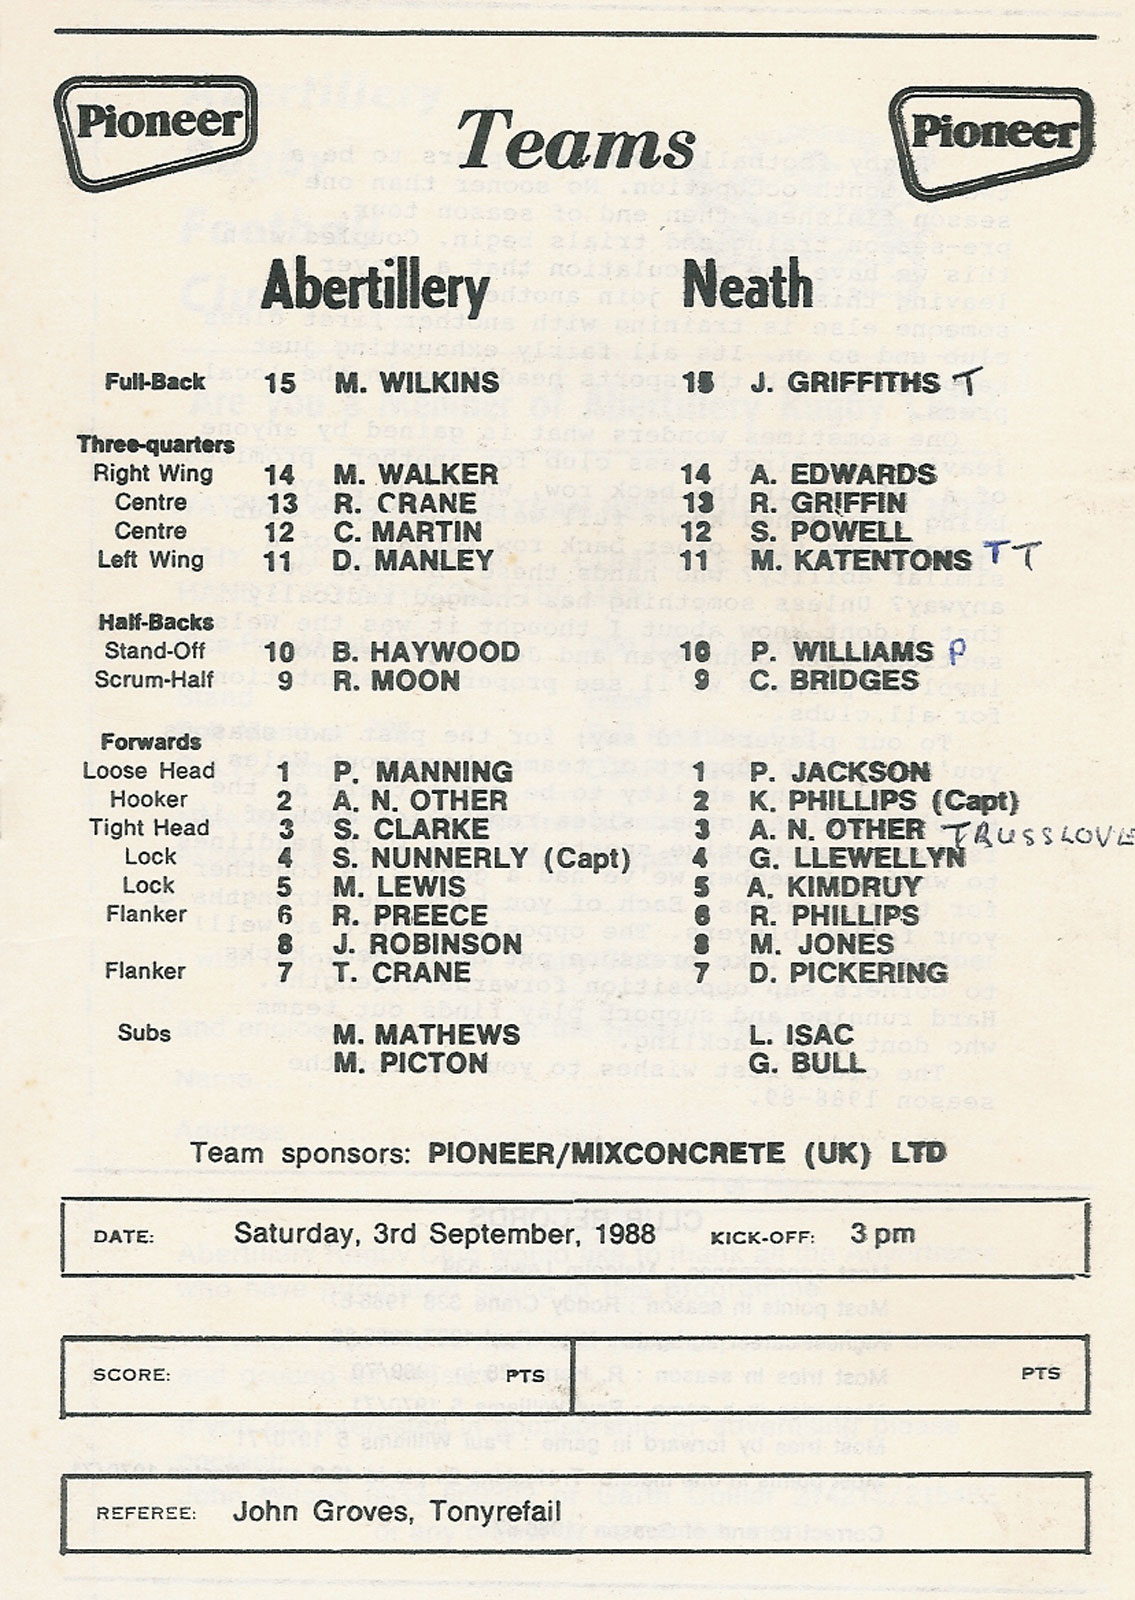 Pioneer Teams Pioneer
Abertillery Neath
Full-Back 15 M. WILKINS 15 J. GRIFFITHS T
Three-quarters
Right Wing 14 M. WALKER 14 A. EDWARDS
Centre 13 R. CRANE 13 R. GRIFFIN
Centre 12 C. MARTIN 12 S. POWELL
Left Wing 11 D. MANLEY 11 M. KATENTONS T T
Half-Backs
Stand-Off 10 B. HAYWOOD 10 P. WILLIAMS P
Scrum-Half 9 R. MOON 9 C. BRIDGES
Forwards
Loose Head 1 P. MANNING 1 P. JACKSON
Hooker 2 A. N. OTHER 2 K. PHILLIPS (Capt)
Tight Head 3 S. CLARKE 3 A. N. OTHER TRUSSLOVE
Lock 4 S. NUNNERLY (Capt) 4 G. LLEWELLYN
Lock 5 M. LEWIS 5 A. KIMDRUY
Flanker 6 R. PREECE 6 R. PHILLIPS
8 J. ROBINSON 8 M. JONES
Flanker 7 T. CRANE 7 D. PICKERING
Subs M. MATHEWS L. ISAC
M. PICTON G. BULL
Team sponsors: PIONEER/MIXCONCRETE (UK) LTD
DATE: Saturday, 3rd September, 1988 KICK-OFF: 3 pm
SCORE: PTS PTS
REFEREE: John Groves, Tonyrefail